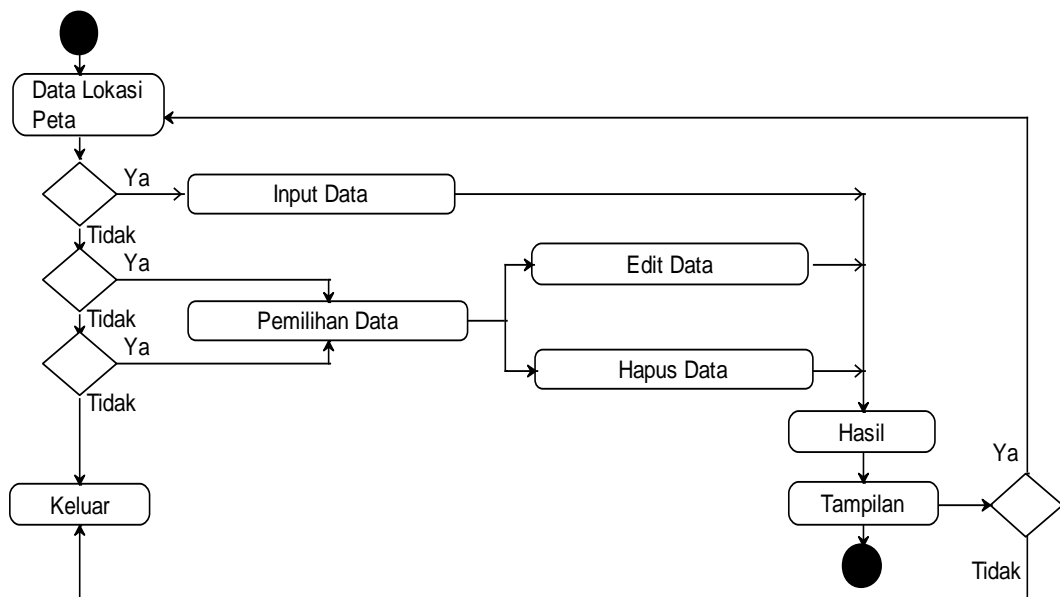 Data Lokasi
Peta
Ya
Input Data
Tidak
Ya
Edit Data
Tidak
Pemilihan Data
Ya
Hapus Data
Tidak
Hasil
Ya
Keluar
Tampilan
Tidak